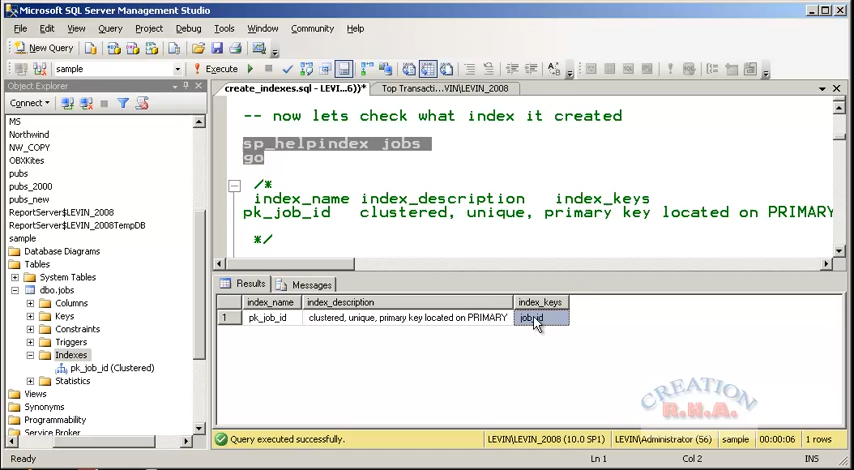 Microsoft SQL Server Management Studio
File Edit View Query Project Debug Tools Window Community Help
New Query
sample Execute
Object Explorer
Connect
MS
Northwind
NW_COPY
OBXKites
pubs
pubs_2000
pubs_new
ReportServer$LEVIN_2008
ReportServer$LEVIN_2008TempDB
sample
Database Diagrams
Tables
System Tables
dbo.jobs
Columns
Keys
Constraints
Triggers
Indexes
pk_job_id (Clustered)
Statistics
Views
Synonyms
Programmability
Service Broker
create_indexes.sql - LEVI...6))* Top Transacti...VIN\LEVIN_2008
-- now lets check what index it created
sp_helpindex jobs
go
/*
index_name index_description index_keys
pk_job_id clustered, unique, primary key located on PRIMARY
*/
Results Messages
index_name index_description index_keys
1 pk_job_id clustered, unique, primary key located on PRIMARY job_id
CREATION
R.H.A.
Query executed successfully. LEVIN\LEVIN_2008 (10.0 SP1) LEVIN\Administrator (56) sample 00:00:06 1 rows
Ready Ln 1 Col 2 INS